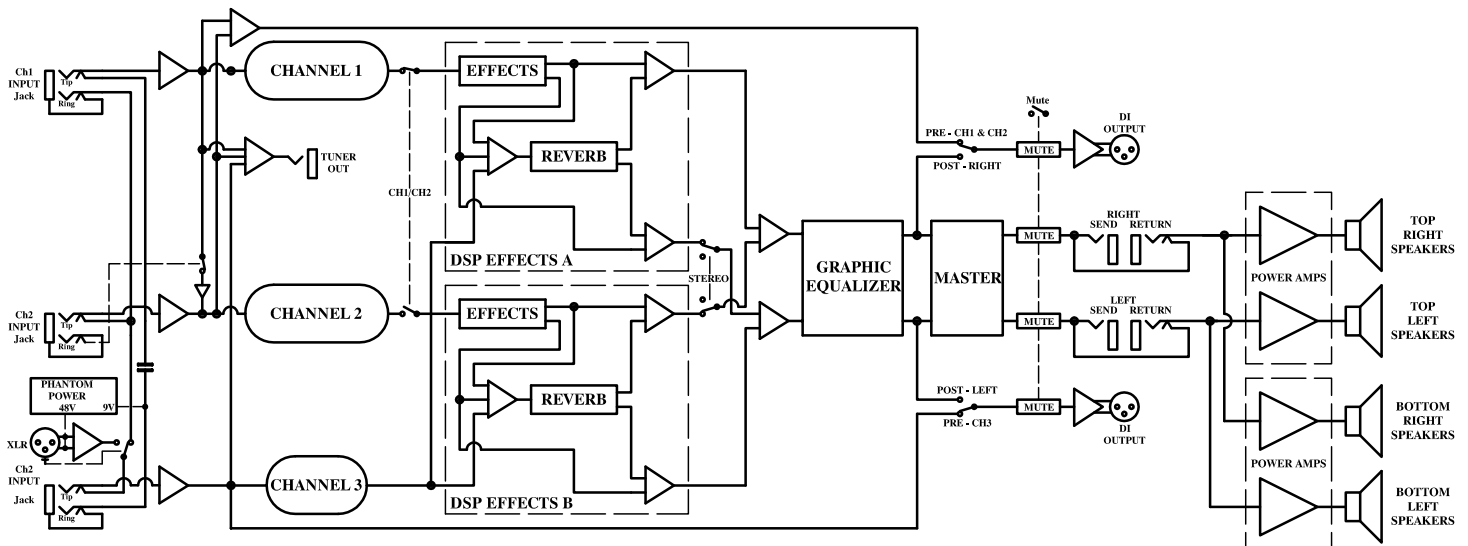 Ch1
INPUT
Jack
Tip
Ring
CHANNEL 1
TUNER
OUT
CH1/CH2
EFFECTS
REVERB
DSP EFFECTS A
STEREO
Ch2
INPUT
Jack
Tip
Ring
CHANNEL 2
EFFECTS
REVERB
DSP EFFECTS B
PHANTOM
POWER
48V
9V
XLR
Ch2
INPUT
Jack
Tip
Ring
CHANNEL 3
GRAPHIC
EQUALIZER
MASTER
PRE - CH1 & CH2
POST - RIGHT
Mute
MUTE
DI
OUTPUT
MUTE
RIGHT
SEND
RETURN
MUTE
LEFT
SEND
RETURN
POST - LEFT
PRE - CH3
MUTE
DI
OUTPUT
POWER AMPS
TOP
RIGHT
SPEAKERS
TOP
LEFT
SPEAKERS
POWER AMPS
BOTTOM
RIGHT
SPEAKERS
BOTTOM
LEFT
SPEAKERS